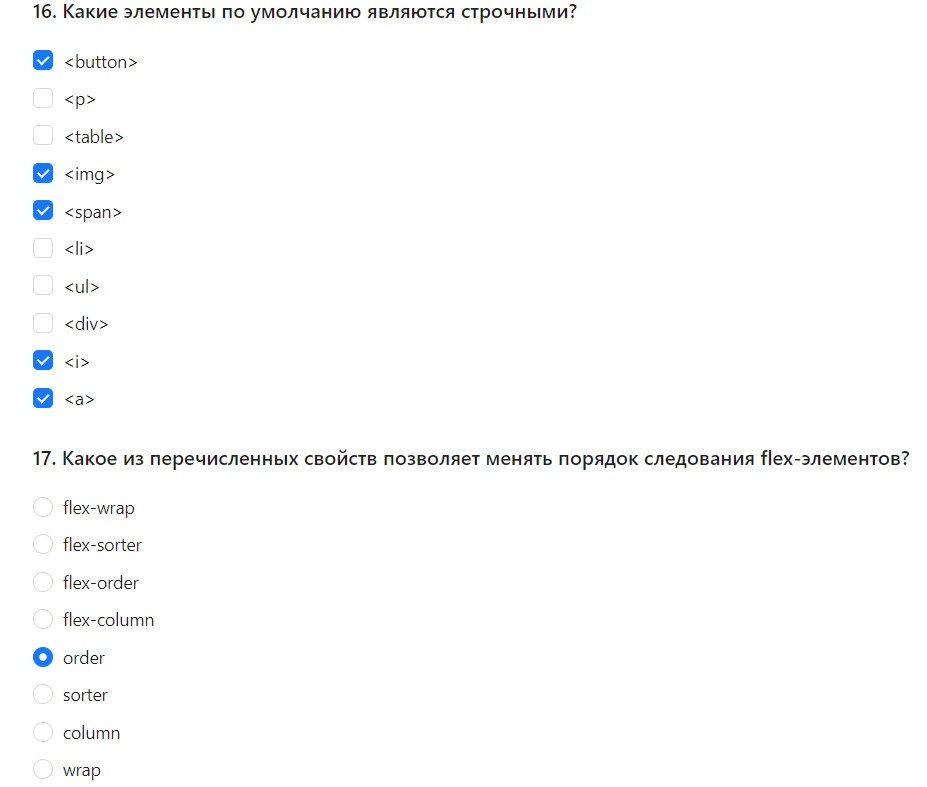 16. Какие элементы по умолчанию являются строчными?
<button>
<p>
<table>
<img>
<span>
<li>
<ul>
<div>
<i>
<a>
17. Какое из перечисленных свойств позволяет менять порядок следования flex-элементов?
flex-wrap
flex-sorter
flex-order
flex-column
order
sorter
column
wrap